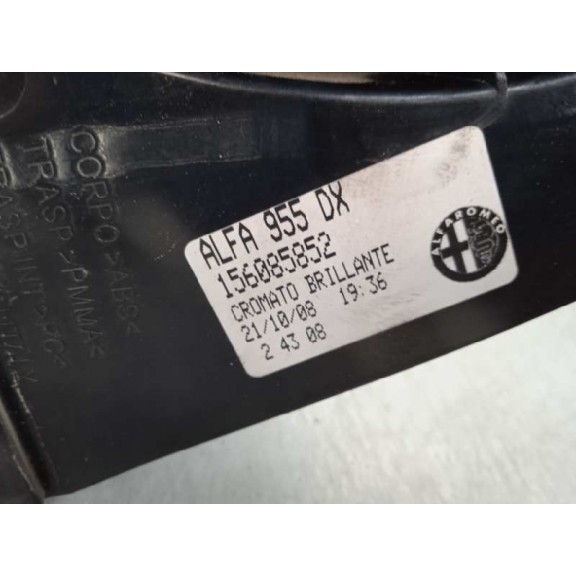 ALFA 955 DX
156085852
CROMATO BRILLANTE
21/10/08 19:36
2 43 08
ALFA ROMEO
CORPO >ABS<
TRASP >PMMA<